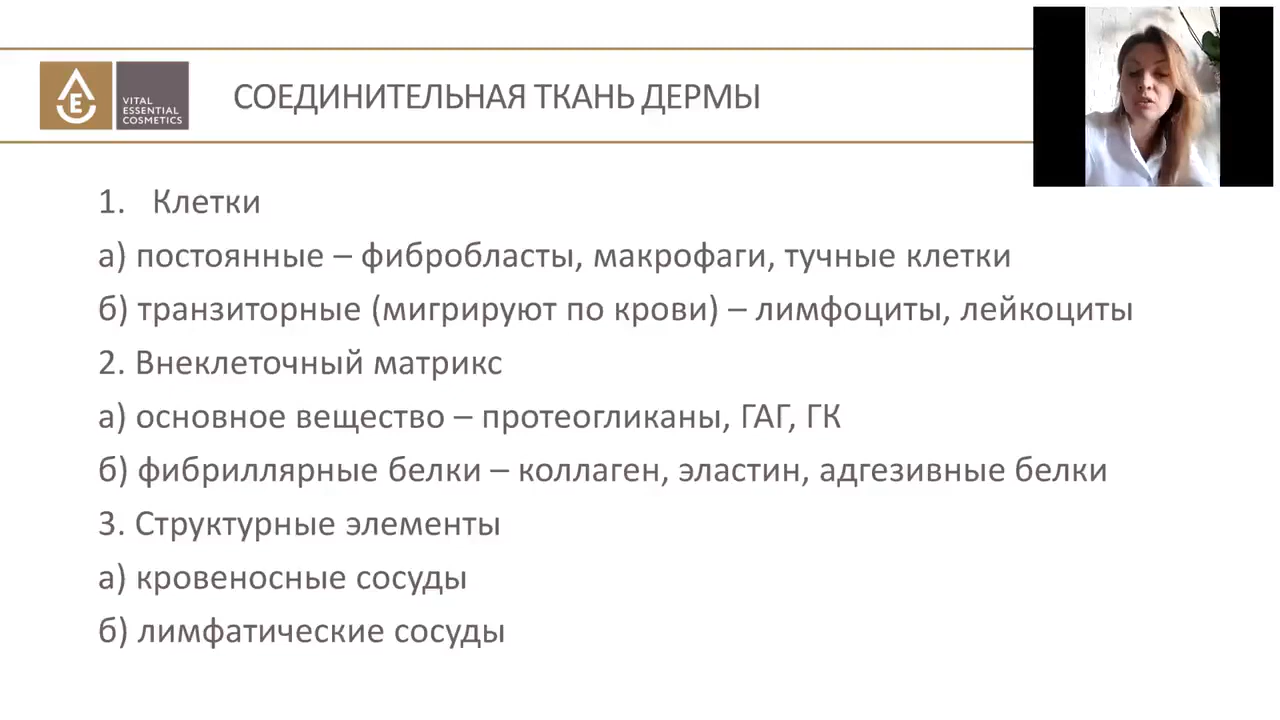 E
VITAL
ESSENTIAL
COSMETICS
СОЕДИНИТЕЛЬНАЯ ТКАНЬ ДЕРМЫ
1. Клетки
а) постоянные – фибробласты, макрофаги, тучные клетки
б) транзиторные (мигрируют по крови) – лимфоциты, лейкоциты
2. Внеклеточный матрикс
а) основное вещество – протеогликаны, ГАГ, ГК
б) фибриллярные белки – коллаген, эластин, адгезивные белки
3. Структурные элементы
а) кровеносные сосуды
б) лимфатические сосуды